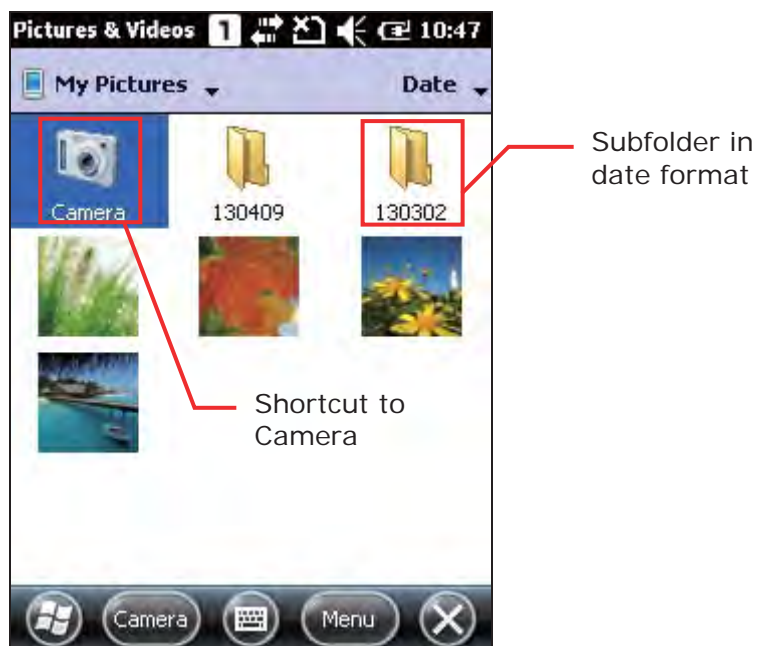 Pictures & Videos 1 10:47
My Pictures Date
Subfolder in
date format
Camera 130409 130302
Shortcut to
Camera
Camera Menu